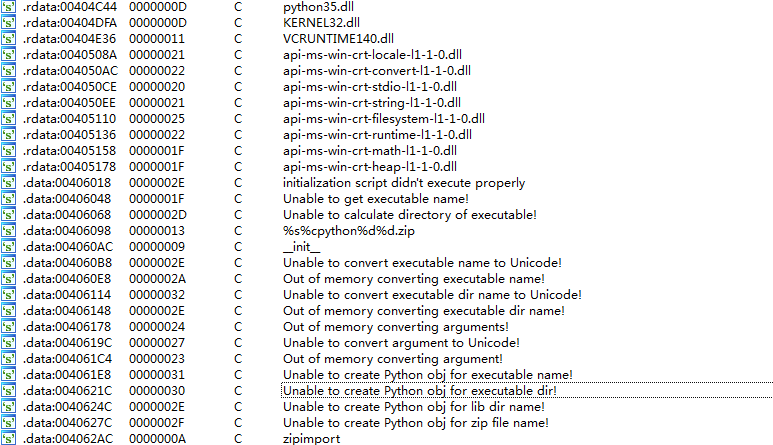 's' .rdata:00404C44 0000000D C python35.dll
's' .rdata:00404DFA 0000000D C KERNEL32.dll
's' .rdata:00404E36 00000011 C VCRUNTIME140.dll
's' .rdata:0040508A 00000021 C api-ms-win-crt-locale-l1-1-0.dll
's' .rdata:004050AC 00000022 C api-ms-win-crt-convert-l1-1-0.dll
's' .rdata:004050CE 00000020 C api-ms-win-crt-stdio-l1-1-0.dll
's' .rdata:004050EE 00000021 C api-ms-win-crt-string-l1-1-0.dll
's' .rdata:00405110 00000025 C api-ms-win-crt-filesystem-l1-1-0.dll
's' .rdata:00405136 00000022 C api-ms-win-crt-runtime-l1-1-0.dll
's' .rdata:00405158 0000001F C api-ms-win-crt-math-l1-1-0.dll
's' .rdata:00405178 0000001F C api-ms-win-crt-heap-l1-1-0.dll
's' .data:00406018 0000002E C initialization script didn't execute properly
's' .data:00406048 0000001F C Unable to get executable name!
's' .data:00406068 0000002D C Unable to calculate directory of executable!
's' .data:00406098 00000013 C %s%cpython%d%d.zip
's' .data:004060AC 00000009 C __init__
's' .data:004060B8 0000002E C Unable to convert executable name to Unicode!
's' .data:004060E8 0000002A C Out of memory converting executable name!
's' .data:00406114 00000032 C Unable to convert executable dir name to Unicode!
's' .data:00406148 0000002E C Out of memory converting executable dir name!
's' .data:00406178 00000024 C Out of memory converting arguments!
's' .data:0040619C 00000027 C Unable to convert argument to Unicode!
's' .data:004061C4 00000023 C Out of memory converting argument!
's' .data:004061E8 00000031 C Unable to create Python obj for executable name!
's' .data:0040621C 00000030 C Unable to create Python obj for executable dir!
's' .data:0040624C 0000002E C Unable to create Python obj for lib dir name!
's' .data:0040627C 0000002F C Unable to create Python obj for zip file name!
's' .data:004062AC 0000000A C zipimport